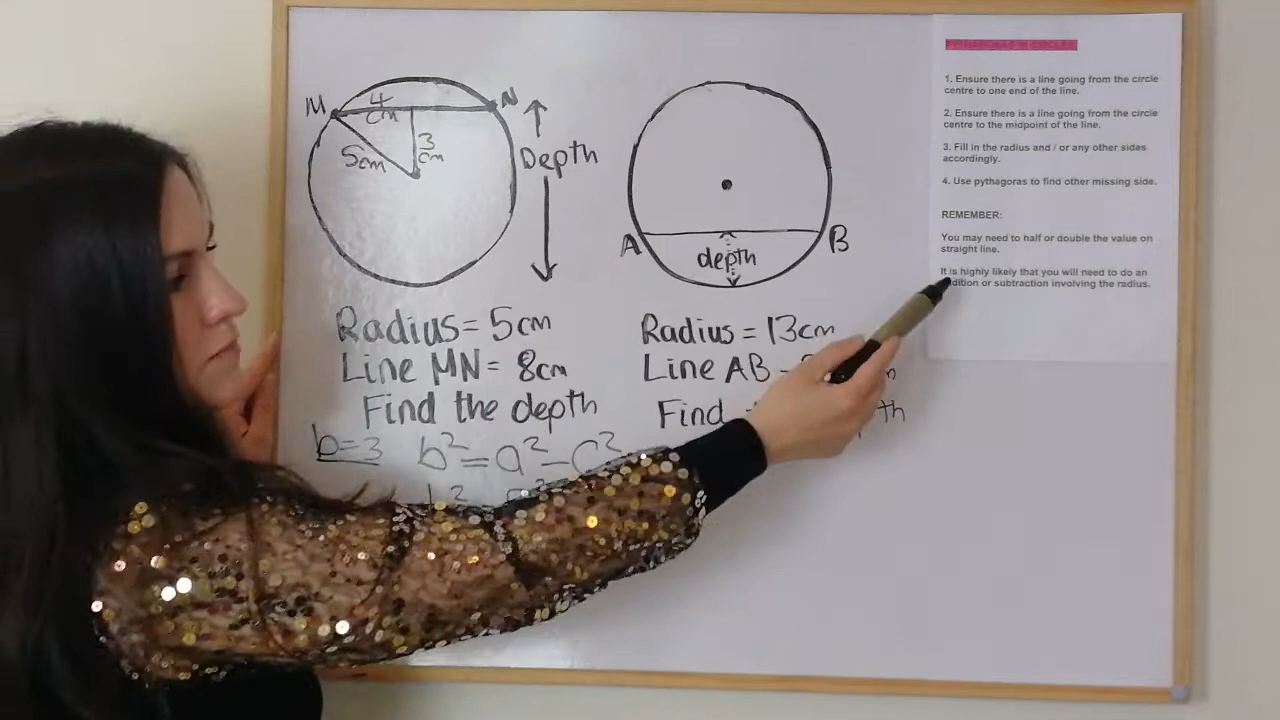 M
4
cm
N
5cm
3
cm
Depth
Radius = 5cm
Line MN = 8cm
Find the depth
b=3
b² = a² - c²
b²
A
B
depth
Radius = 13cm
Line AB
Find
PYTHAGORAS IN CIRCLES
1. Ensure there is a line going from the circle
centre to one end of the line.
2. Ensure there is a line going from the circle
centre to the midpoint of the line.
3. Fill in the radius and / or any other sides
accordingly.
4. Use pythagoras to find other missing side.
REMEMBER:
You may need to half or double the value on
straight line.
It is highly likely that you will need to do an
or subtraction involving the radius.